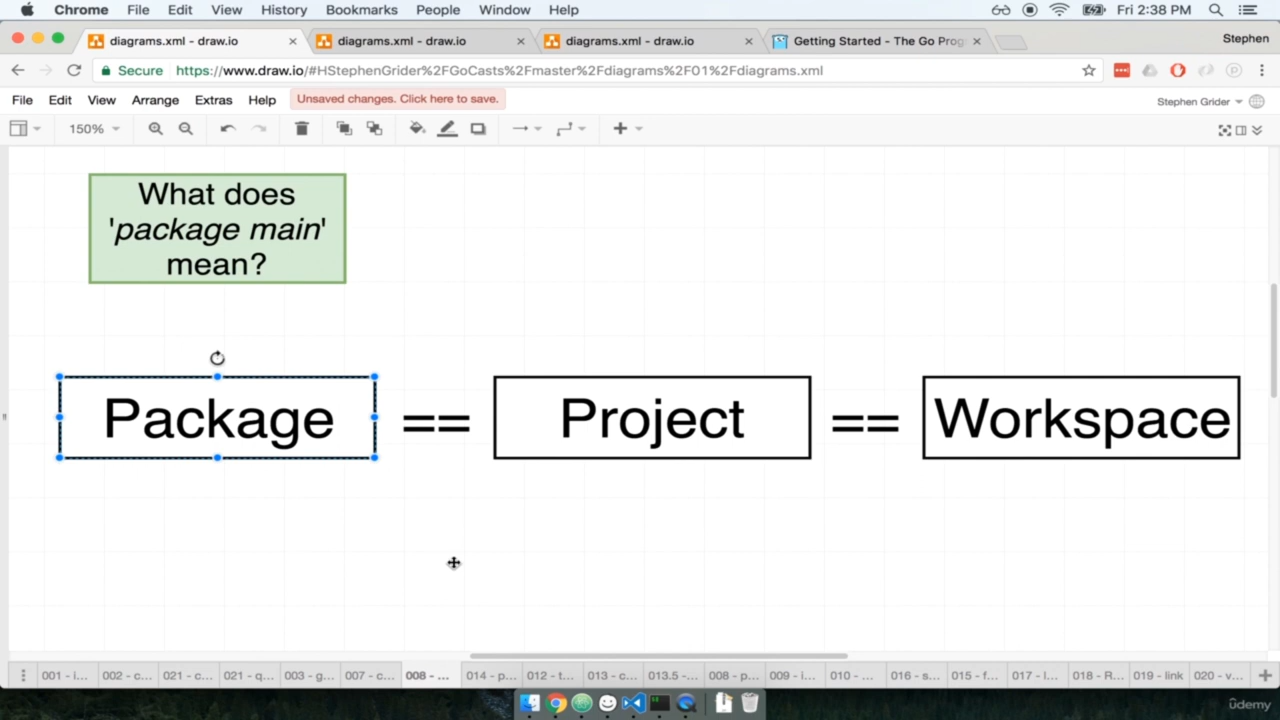 Chrome File Edit View History Bookmarks People Window Help Fri 2:38 PM
diagrams.xml - draw.io diagrams.xml - draw.io diagrams.xml - draw.io Getting Started - The Go Prog Stephen
Secure https://www.draw.io/#HStephenGrider%2FGoCasts%2Fmaster%2Fdiagrams%2F01%2Fdiagrams.xml
File Edit View Arrange Extras Help Unsaved changes. Click here to save. Stephen Grider
150%
What does
'package main'
mean?
Package == Project == Workspace
001 - i... 002 - c... 021 - c... 021 - q... 003 - g... 007 - c... 008 - ... 014 - p... 012 - t... 013 - c... 013.5 -... 008 - p... 009 - i... 010 - ... 016 - s... 015 - f... 017 - i... 018 - R... 019 - link 020 - v...
ûdemy